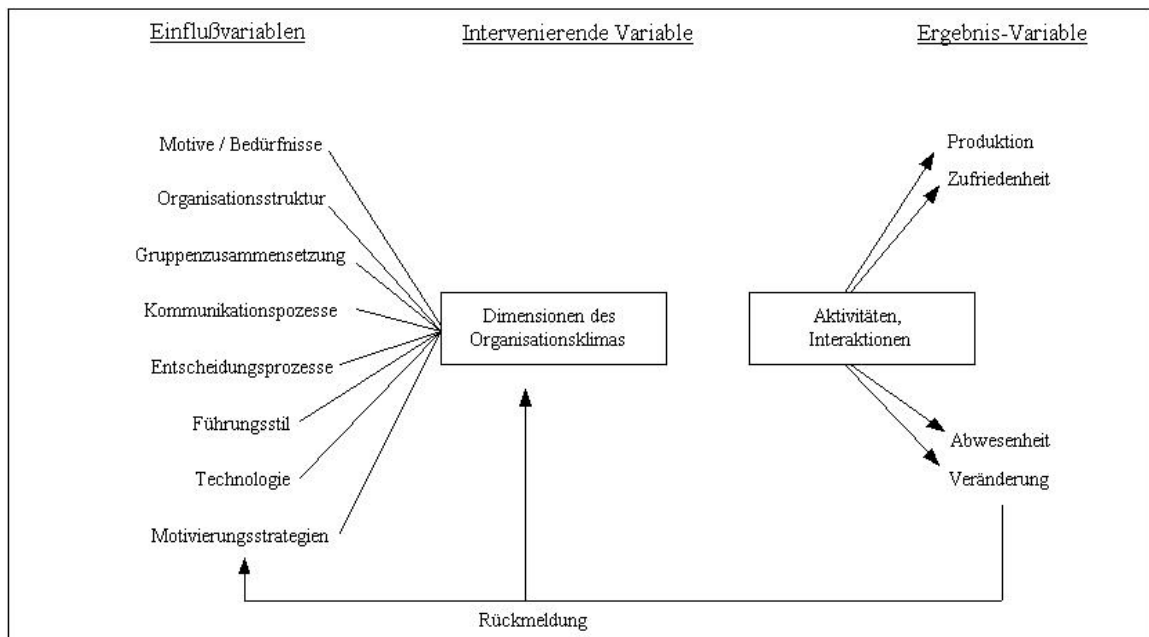 Einflußvariablen
Intervenierende Variable
Ergebnis-Variable
Motive / Bedürfnisse
Organisationsstruktur
Gruppenzusammensetzung
Kommunikationspozesse
Entscheidungsprozesse
Führungsstil
Technologie
Motivierungsstrategien
Dimensionen des
Organisationsklimas
Aktivitäten,
Interaktionen
Produktion
Zufriedenheit
Abwesenheit
Veränderung
Rückmeldung